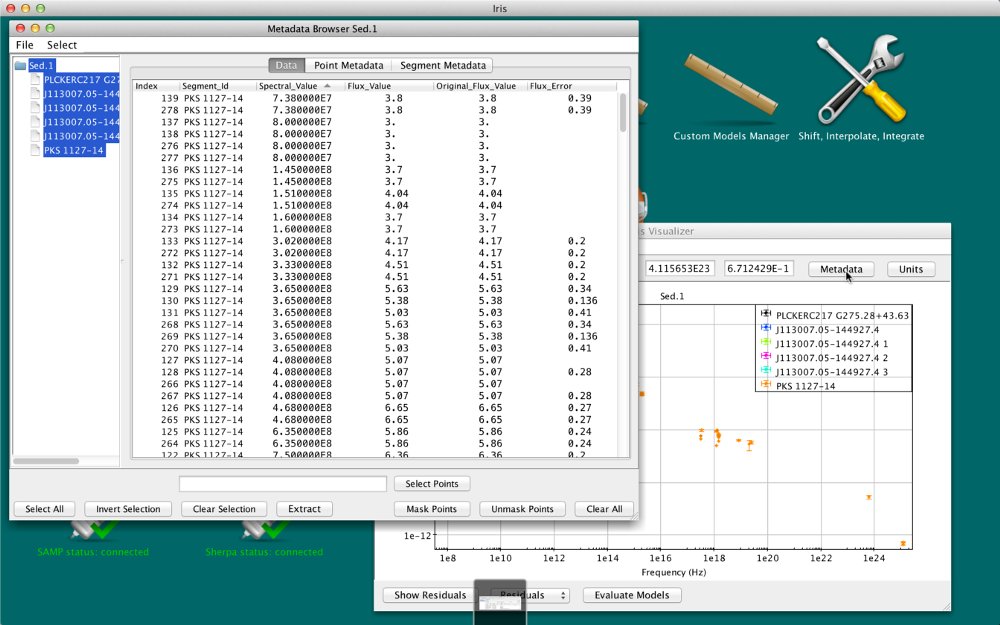 Iris
Metadata Browser Sed.1
File Select
Sed.1
PLCKERC217 G27
J113007.05-144
J113007.05-144
J113007.05-144
J113007.05-144
PKS 1127-14
Data Point Metadata Segment Metadata
Index Segment_Id Spectral_Value Flux_Value Original_Flux_Value Flux_Error
139 PKS 1127-14 7.380000E7 3.8 3.8 0.39
278 PKS 1127-14 7.380000E7 3.8 3.8 0.39
137 PKS 1127-14 8.000000E7 3. 3.
138 PKS 1127-14 8.000000E7 3. 3.
276 PKS 1127-14 8.000000E7 3. 3.
277 PKS 1127-14 8.000000E7 3. 3.
136 PKS 1127-14 1.450000E8 3.7 3.7
275 PKS 1127-14 1.450000E8 3.7 3.7
135 PKS 1127-14 1.510000E8 4.04 4.04
274 PKS 1127-14 1.510000E8 4.04 4.04
134 PKS 1127-14 1.600000E8 3.7 3.7
273 PKS 1127-14 1.600000E8 3.7 3.7
133 PKS 1127-14 3.020000E8 4.17 4.17 0.2
272 PKS 1127-14 3.020000E8 4.17 4.17 0.2
132 PKS 1127-14 3.330000E8 4.51 4.51 0.2
271 PKS 1127-14 3.330000E8 4.51 4.51 0.2
129 PKS 1127-14 3.650000E8 5.63 5.63 0.34
130 PKS 1127-14 3.650000E8 5.38 5.38 0.136
131 PKS 1127-14 3.650000E8 5.03 5.03 0.41
268 PKS 1127-14 3.650000E8 5.63 5.63 0.34
269 PKS 1127-14 3.650000E8 5.38 5.38 0.136
270 PKS 1127-14 3.650000E8 5.03 5.03 0.41
127 PKS 1127-14 4.080000E8 5.07 5.07
128 PKS 1127-14 4.080000E8 5.07 5.07 0.28
266 PKS 1127-14 4.080000E8 5.07 5.07
267 PKS 1127-14 4.080000E8 5.07 5.07 0.28
126 PKS 1127-14 4.680000E8 6.65 6.65 0.27
265 PKS 1127-14 4.680000E8 6.65 6.65 0.27
125 PKS 1127-14 6.350000E8 5.86 5.86 0.24
264 PKS 1127-14 6.350000E8 5.86 5.86 0.24
122 PKS 1127-14 7.500000E8 6.36 6.36 0.2
Select Points
Select All Invert Selection Clear Selection Extract Mask Points Unmask Points Clear All
Custom Models Manager
Shift, Interpolate, Integrate
SAMP status: connected
Sherpa status: connected
Visualizer
4.115653E23 6.712429E-1 Metadata Units
Sed.1
PLCKERC217 G275.28+43.63
J113007.05-144927.4
J113007.05-144927.4 1
J113007.05-144927.4 2
J113007.05-144927.4 3
PKS 1127-14
1e-12
1e8 1e10 1e12 1e14 1e16 1e18 1e20 1e22 1e24
Frequency (Hz)
Show Residuals Residuals Evaluate Models